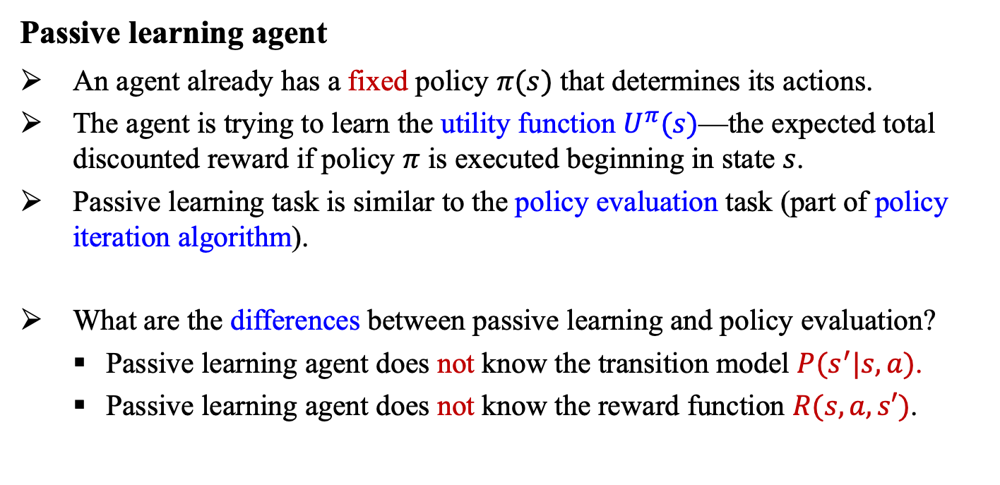 Passive learning agent
➢ An agent already has a fixed policy π(s) that determines its actions.
➢ The agent is trying to learn the utility function Uπ(s)—the expected total
discounted reward if policy π is executed beginning in state s.
➢ Passive learning task is similar to the policy evaluation task (part of policy
iteration algorithm).
➢ What are the differences between passive learning and policy evaluation?
▪ Passive learning agent does not know the transition model P(s′|s, a).
▪ Passive learning agent does not know the reward function R(s, a, s′).